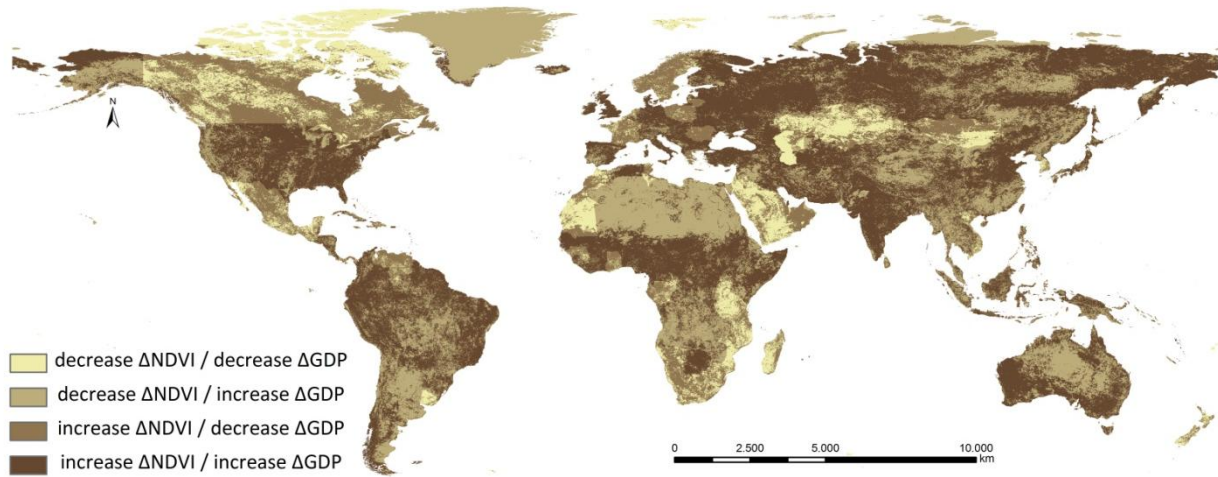 N
decrease ΔNDVI / decrease ΔGDP
decrease ΔNDVI / increase ΔGDP
increase ΔNDVI / decrease ΔGDP
increase ΔNDVI / increase ΔGDP
0 2.500 5.000 10.000
km